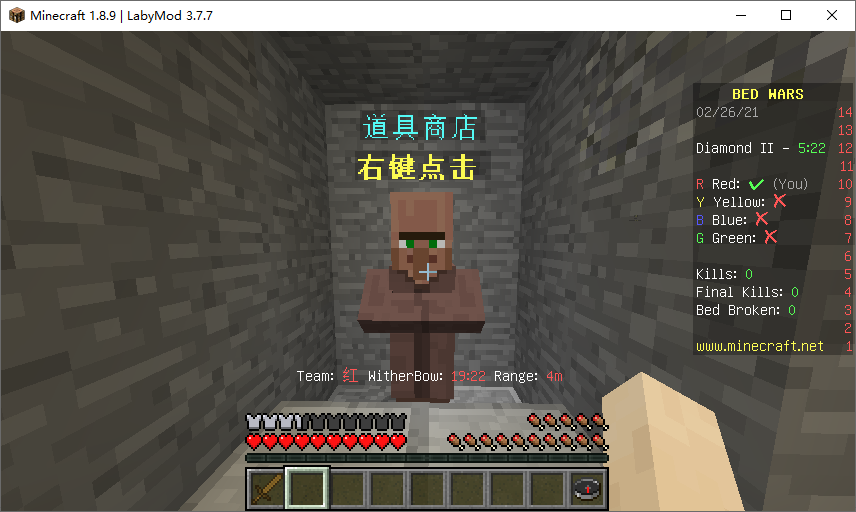 Minecraft 1.8.9 | LabyMod 3.7.7
道具商店
右键点击
BED WARS
02/26/21 14
13
Diamond II - 5:22 12
11
R Red: ✔ (You) 10
Y Yellow: ✘ 9
B Blue: ✘ 8
G Green: ✘ 7
6
Kills: 0 5
Final Kills: 0 4
Bed Broken: 0 3
2
www.minecraft.net 1
Team: 红 WitherBow: 19:22 Range: 4m